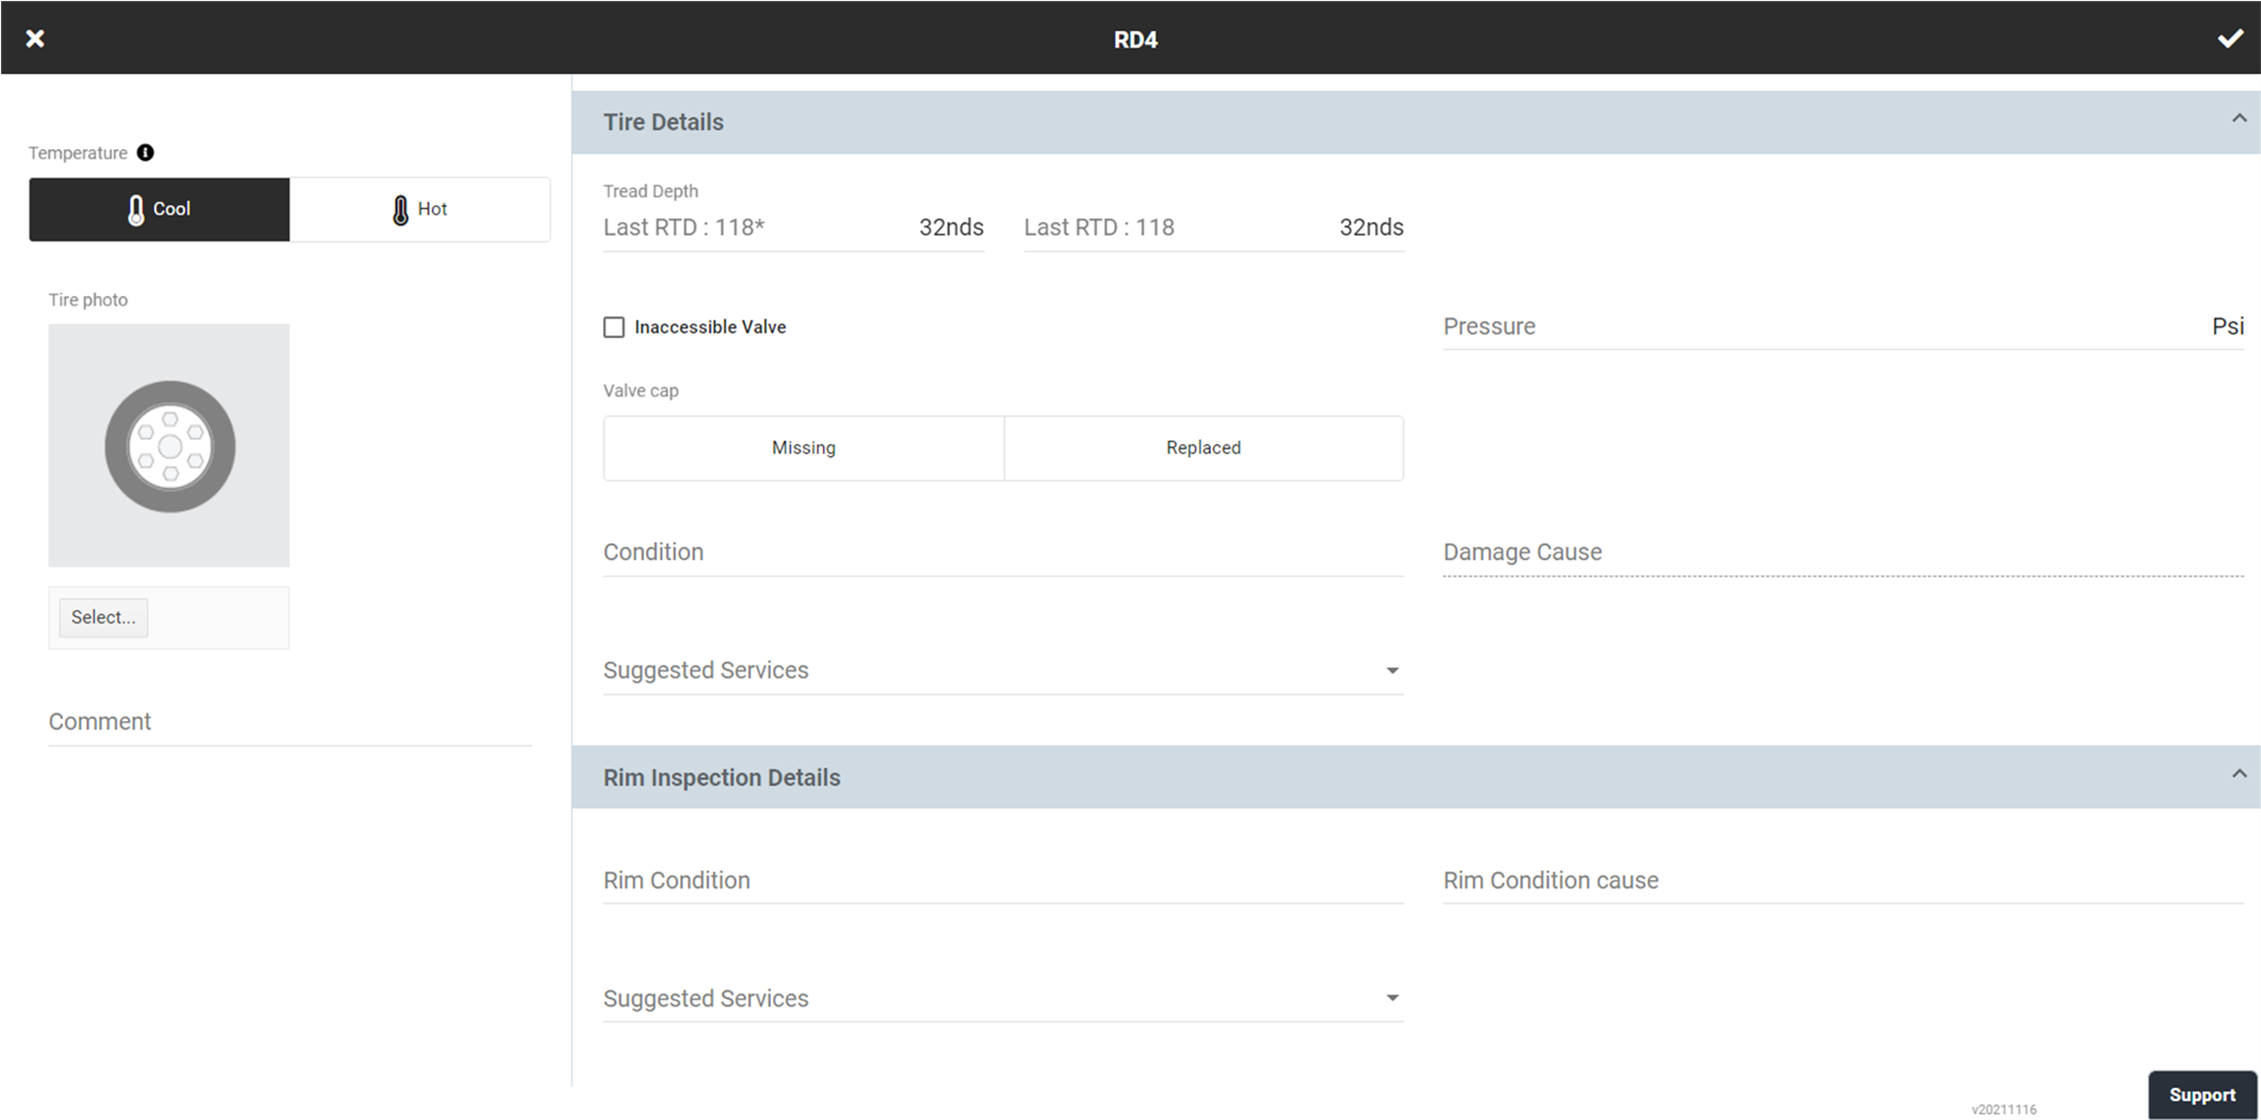 RD4
Temperature
Cool
Hot
Tire photo
Select...
Comment
Tire Details
Tread Depth
Last RTD : 118* 32nds Last RTD : 118 32nds
Inaccessible Valve
Pressure Psi
Valve cap
Missing
Replaced
Condition
Damage Cause
Suggested Services
Rim Inspection Details
Rim Condition
Rim Condition cause
Suggested Services
Support
v20211116